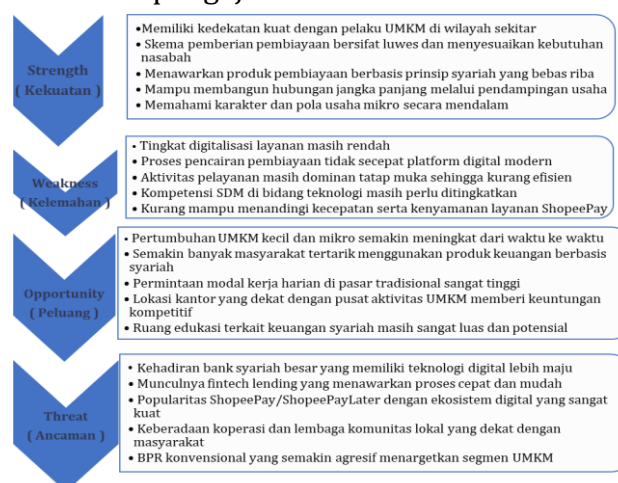 Strength
( Kekuatan )
•Memiliki kedekatan kuat dengan pelaku UMKM di wilayah sekitar
• Skema pemberian pembiayaan bersifat luwes dan menyesuaikan kebutuhan
nasabah
• Menawarkan produk pembiayaan berbasis prinsip syariah yang bebas riba
• Mampu membangun hubungan jangka panjang melalui pendampingan usaha
• Memahami karakter dan pola usaha mikro secara mendalam
Weakness
( Kelemahan )
• Tingkat digitalisasi layanan masih rendah
• Proses pencairan pembiayaan tidak secepat platform digital modern
• Aktivitas pelayanan masih dominan tatap muka sehingga kurang efisien
• Kompetensi SDM di bidang teknologi masih perlu ditingkatkan
• Kurang mampu menandingi kecepatan serta kenyamanan layanan ShopeePay
Opportunity
( Peluang )
• Pertumbuhan UMKM kecil dan mikro semakin meningkat dari waktu ke waktu
• Semakin banyak masyarakat tertarik menggunakan produk keuangan berbasis
syariah
• Permintaan modal kerja harian di pasar tradisional sangat tinggi
• Lokasi kantor yang dekat dengan pusat aktivitas UMKM memberi keuntungan
kompetitif
• Ruang edukasi terkait keuangan syariah masih sangat luas dan potensial
Threat
( Ancaman )
• Kehadiran bank syariah besar yang memiliki teknologi digital lebih maju
• Munculnya fintech lending yang menawarkan proses cepat dan mudah
• Popularitas ShopeePay/ShopeePayLater dengan ekosistem digital yang sangat
kuat
• Keberadaan koperasi dan lembaga komunitas lokal yang dekat dengan
masyarakat
• BPR konvensional yang semakin agresif menargetkan segmen UMKM